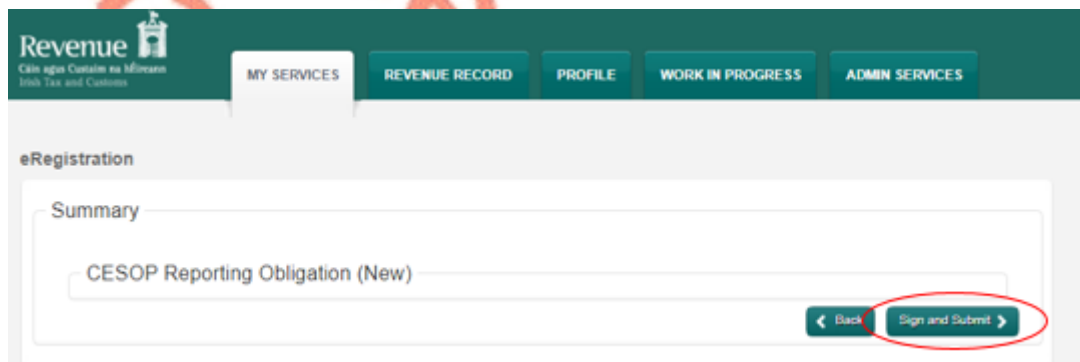 Revenue
Cáin agus Custaim na hÉireann
Irish Tax and Customs
MY SERVICES
REVENUE RECORD
PROFILE
WORK IN PROGRESS
ADMIN SERVICES
eRegistration
Summary
CESOP Reporting Obligation (New)
Back
Sign and Submit